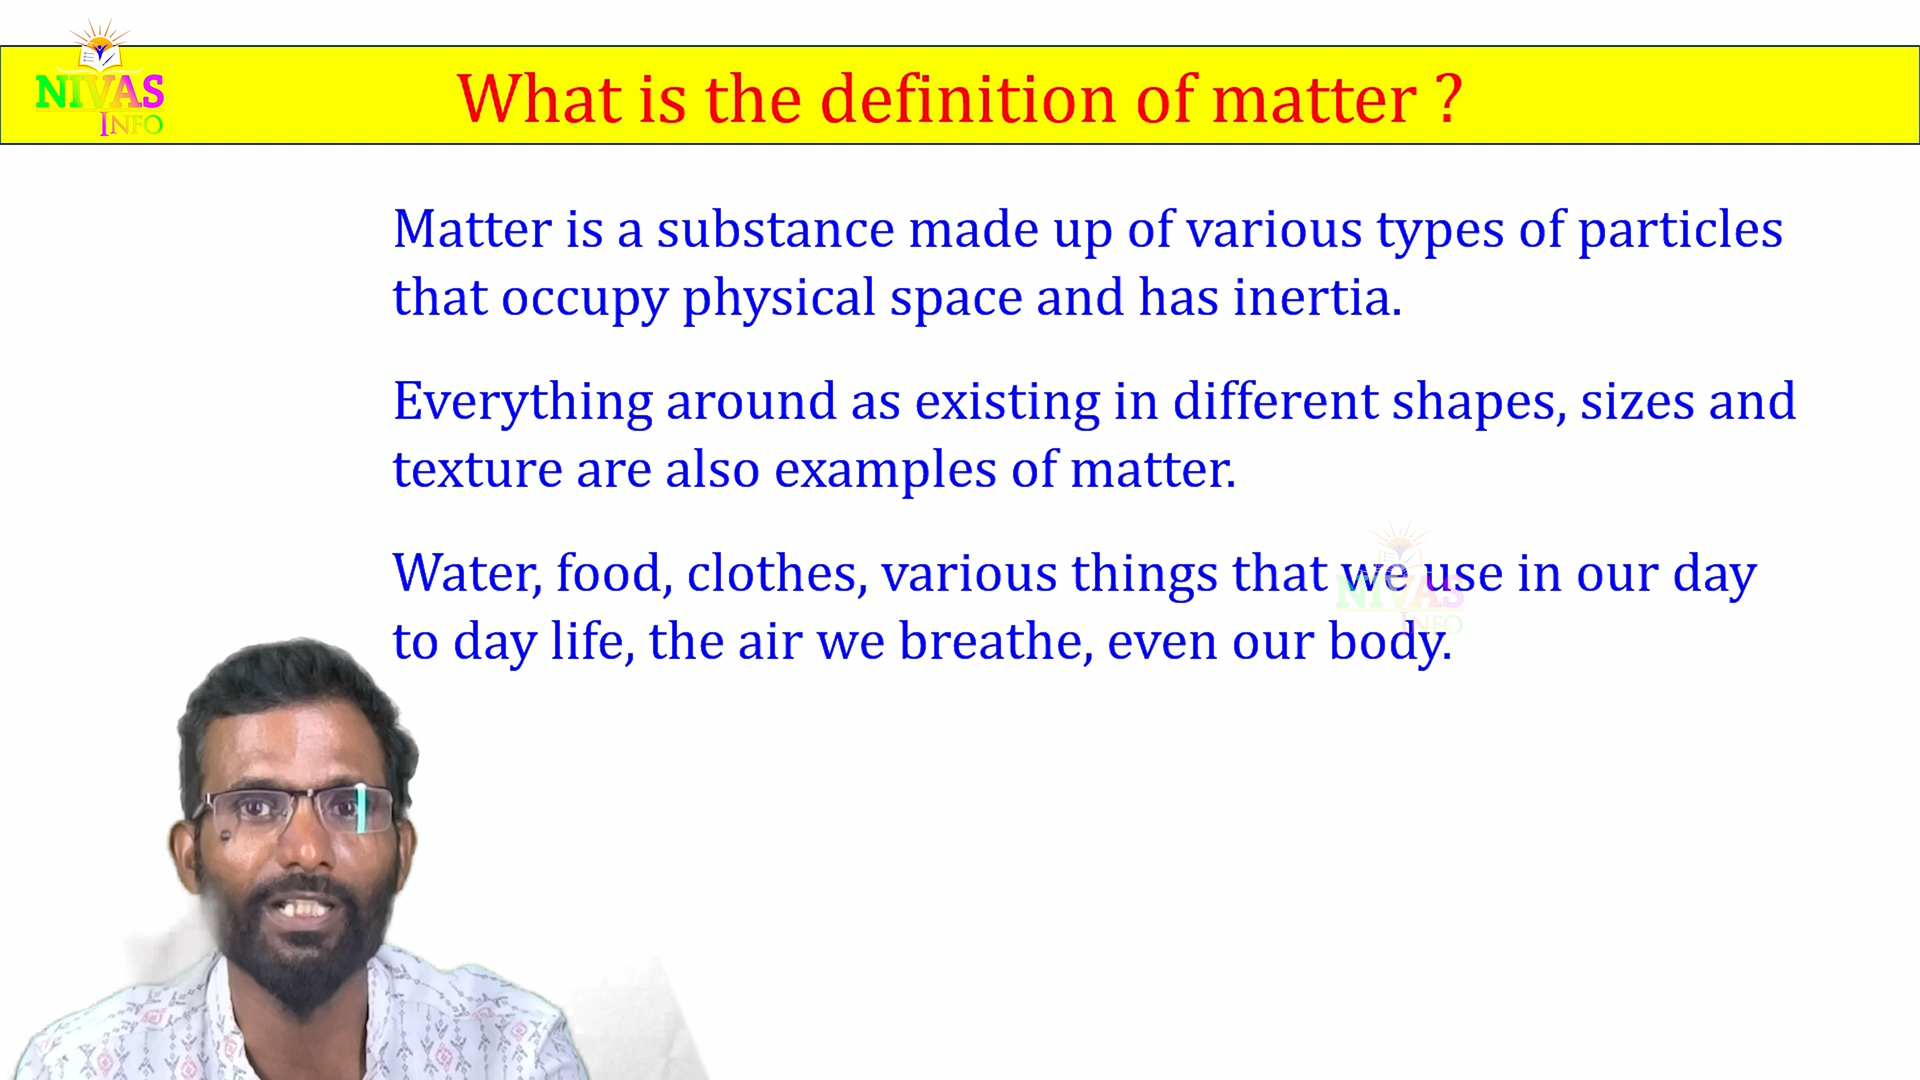 NIVAS
INFO
What is the definition of matter ?
Matter is a substance made up of various types of particles
that occupy physical space and has inertia.
Everything around as existing in different shapes, sizes and
texture are also examples of matter.
Water, food, clothes, various things that we use in our day
to day life, the air we breathe, even our body.
NIVAS
INFO